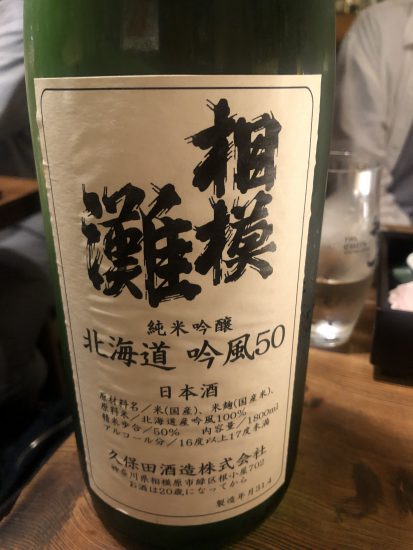 相模
灘
純米吟醸
北海道 吟風50
日本酒
原材料名／米(国産)、米麹(国産米)、
原料米／北海道産吟風100%
精米歩合／50% 内容量／1800ml
アルコール分／16度以上17度未満
久保田酒造株式会社
神奈川県相模原市緑区根小屋702
お酒は20歳になってから
製造年月31.4